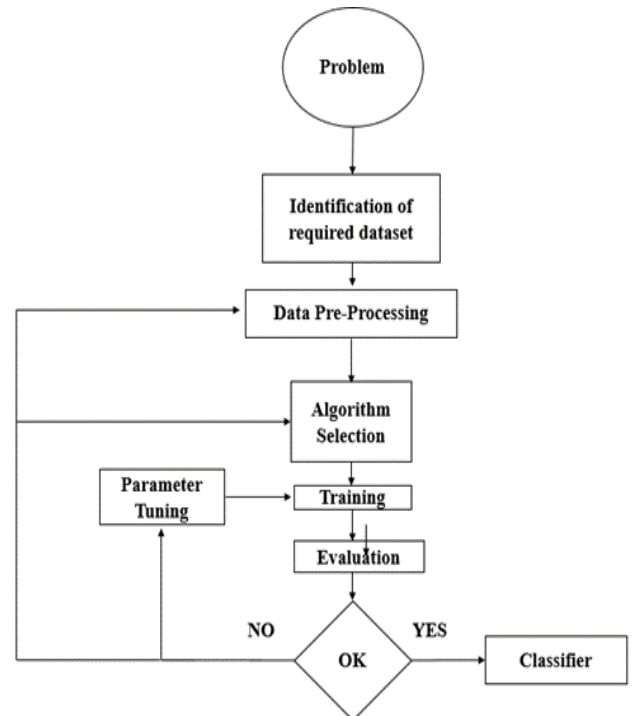 Problem
Identification of
required dataset
Data Pre-Processing
Algorithm
Selection
Parameter
Tuning
Training
Evaluation
NO
YES
OK
Classifier